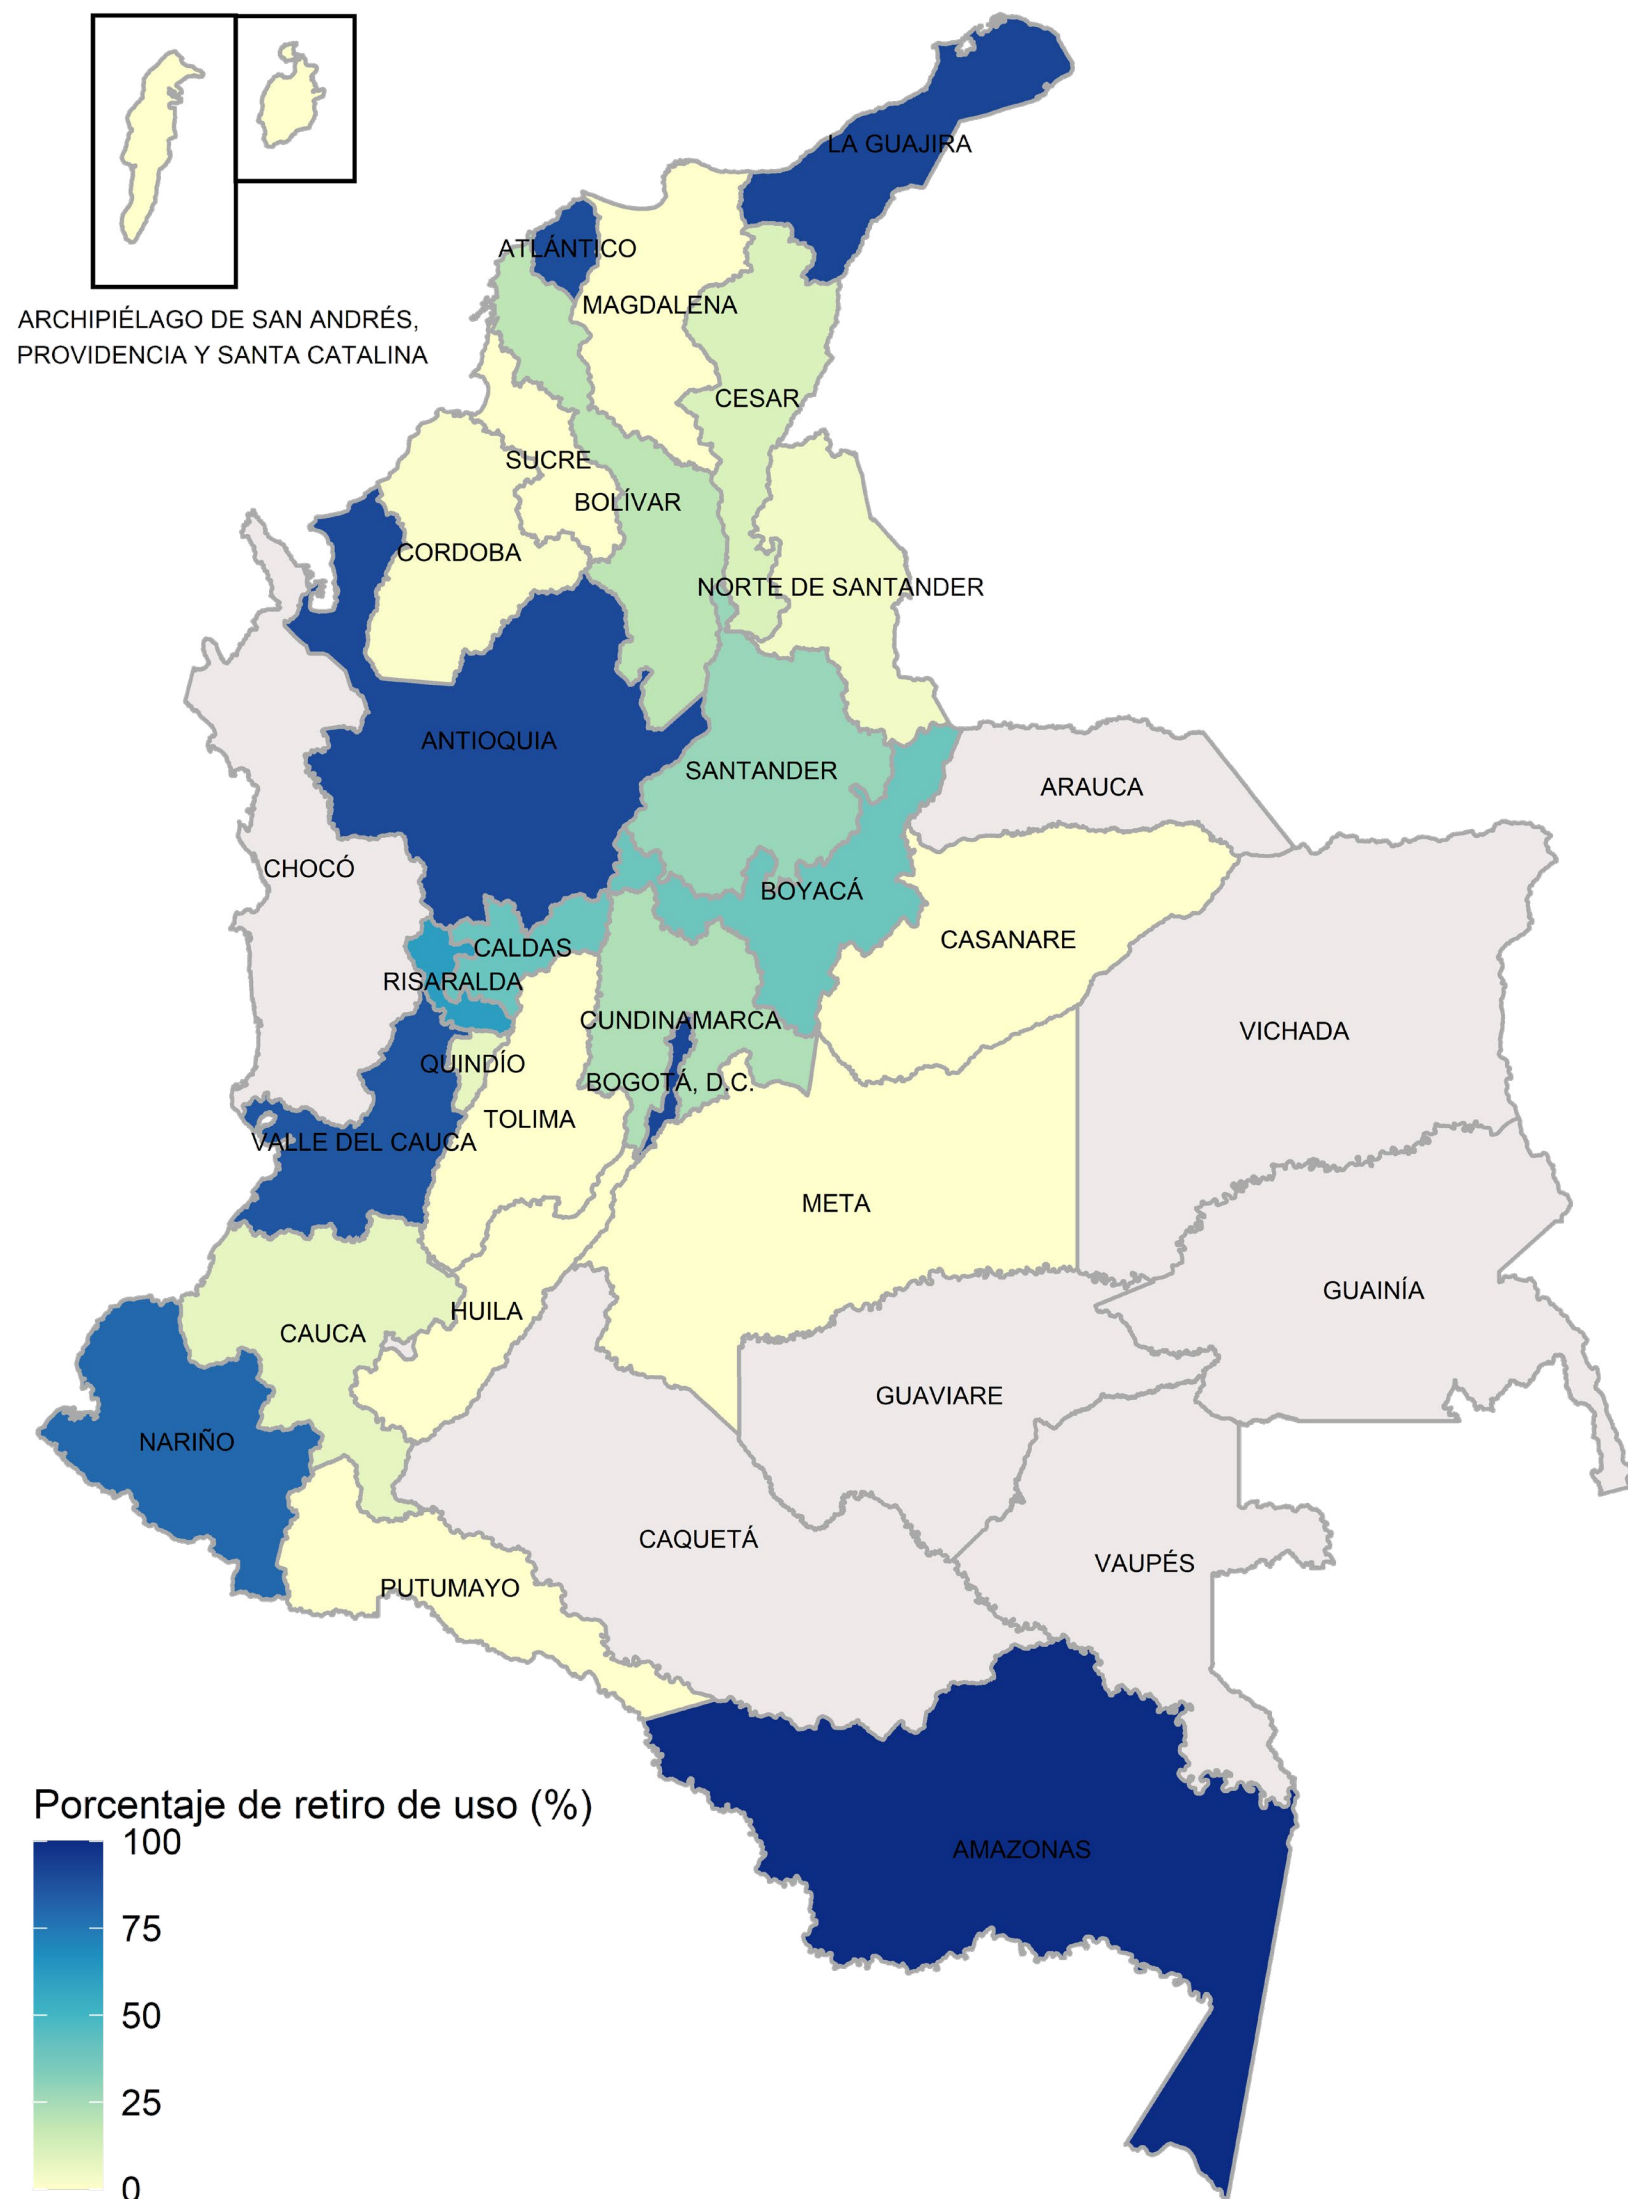 LA GUAJIRA
ATLÁNTICO
MAGDALENA
ARCHIPIÉLAGO DE SAN ANDRÉS,
PROVIDENCIA Y SANTA CATALINA
CESAR
SUCRE
BOLÍVAR
CORDOBA
NORTE DE SANTANDER
ANTIOQUIA
SANTANDER
ARAUCA
CHOCÓ
BOYACÁ
CALDAS
CASANARE
RISARALDA
CUNDINAMARCA
VICHADA
QUINDÍO
BOGOTÁ, D.C.
TOLIMA
VALLE DEL CAUCA
META
GUAINÍA
HUILA
CAUCA
GUAVIARE
NARIÑO
CAQUETÁ
VAUPÉS
PUTUMAYO
AMAZONAS
Porcentaje de retiro de uso (%)
100
75
50
25
0